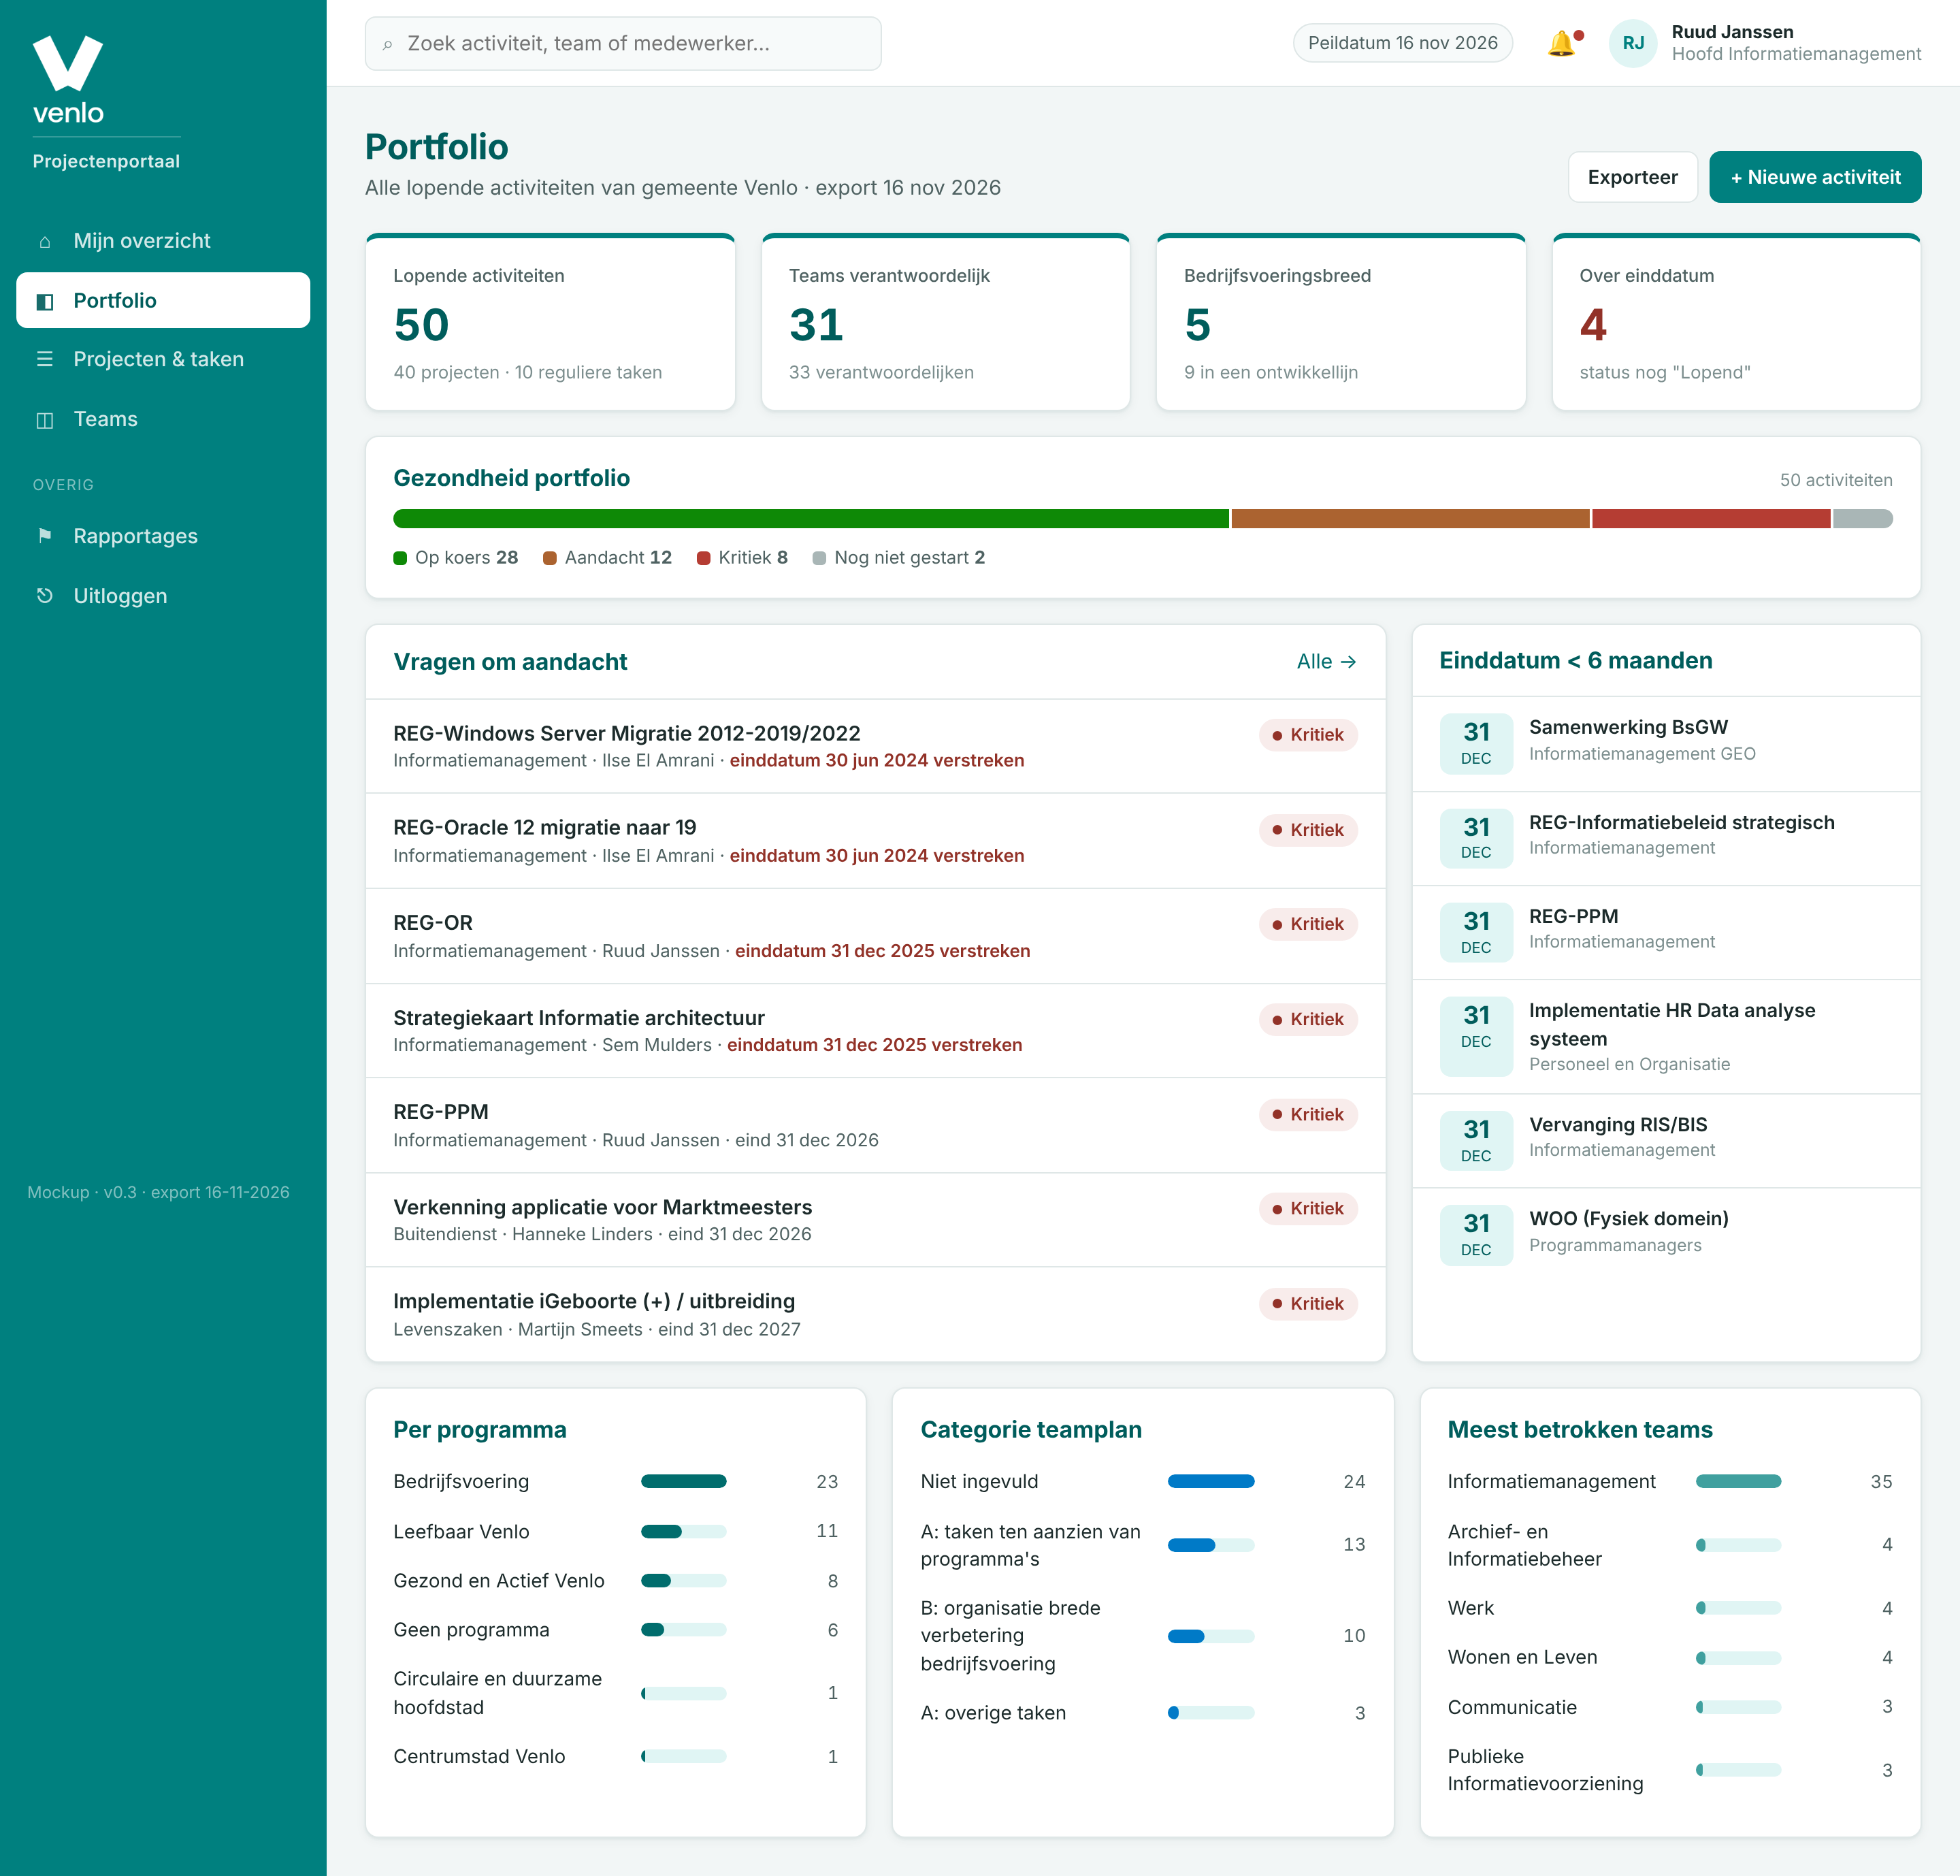 venlo
Projectenportaal
Mijn overzicht
Portfolio
Projecten & taken
Teams
OVERIG
Rapportages
Uitloggen
Mockup · v0.3 · export 16-11-2026
Zoek activiteit, team of medewerker...
Peildatum 16 nov 2026
RJ
Ruud Janssen
Hoofd Informatiemanagement
Portfolio
Alle lopende activiteiten van gemeente Venlo · export 16 nov 2026
Exporteer
+ Nieuwe activiteit
Lopende activiteiten
50
40 projecten · 10 reguliere taken
Teams verantwoordelijk
31
33 verantwoordelijken
Bedrijfsvoeringsbreed
5
9 in een ontwikkellijn
Over einddatum
4
status nog "Lopend"
Gezondheid portfolio
50 activiteiten
Op koers 28
Aandacht 12
Kritiek 8
Nog niet gestart 2
Vragen om aandacht
Alle →
REG-Windows Server Migratie 2012-2019/2022
Kritiek
Informatiemanagement · Ilse El Amrani · einddatum 30 jun 2024 verstreken
REG-Oracle 12 migratie naar 19
Kritiek
Informatiemanagement · Ilse El Amrani · einddatum 30 jun 2024 verstreken
REG-OR
Kritiek
Informatiemanagement · Ruud Janssen · einddatum 31 dec 2025 verstreken
Strategiekaart Informatie architectuur
Kritiek
Informatiemanagement · Sem Mulders · einddatum 31 dec 2025 verstreken
REG-PPM
Kritiek
Informatiemanagement · Ruud Janssen · eind 31 dec 2026
Verkenning applicatie voor Marktmeesters
Kritiek
Buitendienst · Hanneke Linders · eind 31 dec 2026
Implementatie iGeboorte (+) / uitbreiding
Kritiek
Levenszaken · Martijn Smeets · eind 31 dec 2027
Einddatum < 6 maanden
31
DEC
Samenwerking BsGW
Informatiemanagement GEO
31
DEC
REG-Informatiebeleid strategisch
Informatiemanagement
31
DEC
REG-PPM
Informatiemanagement
31
DEC
Implementatie HR Data analyse
systeem
Personeel en Organisatie
31
DEC
Vervanging RIS/BIS
Informatiemanagement
31
DEC
WOO (Fysiek domein)
Programmamanagers
Per programma
Bedrijfsvoering 23
Leefbaar Venlo 11
Gezond en Actief Venlo 8
Geen programma 6
Circulaire en duurzame
hoofdstad 1
Centrumstad Venlo 1
Categorie teamplan
Niet ingevuld 24
A: taken ten aanzien van
programma's 13
B: organisatie brede
verbetering 10
bedrijfsvoering
A: overige taken 3
Meest betrokken teams
Informatiemanagement 35
Archief- en
Informatiebeheer 4
Werk 4
Wonen en Leven 4
Communicatie 3
Publieke
Informatievoorziening 3